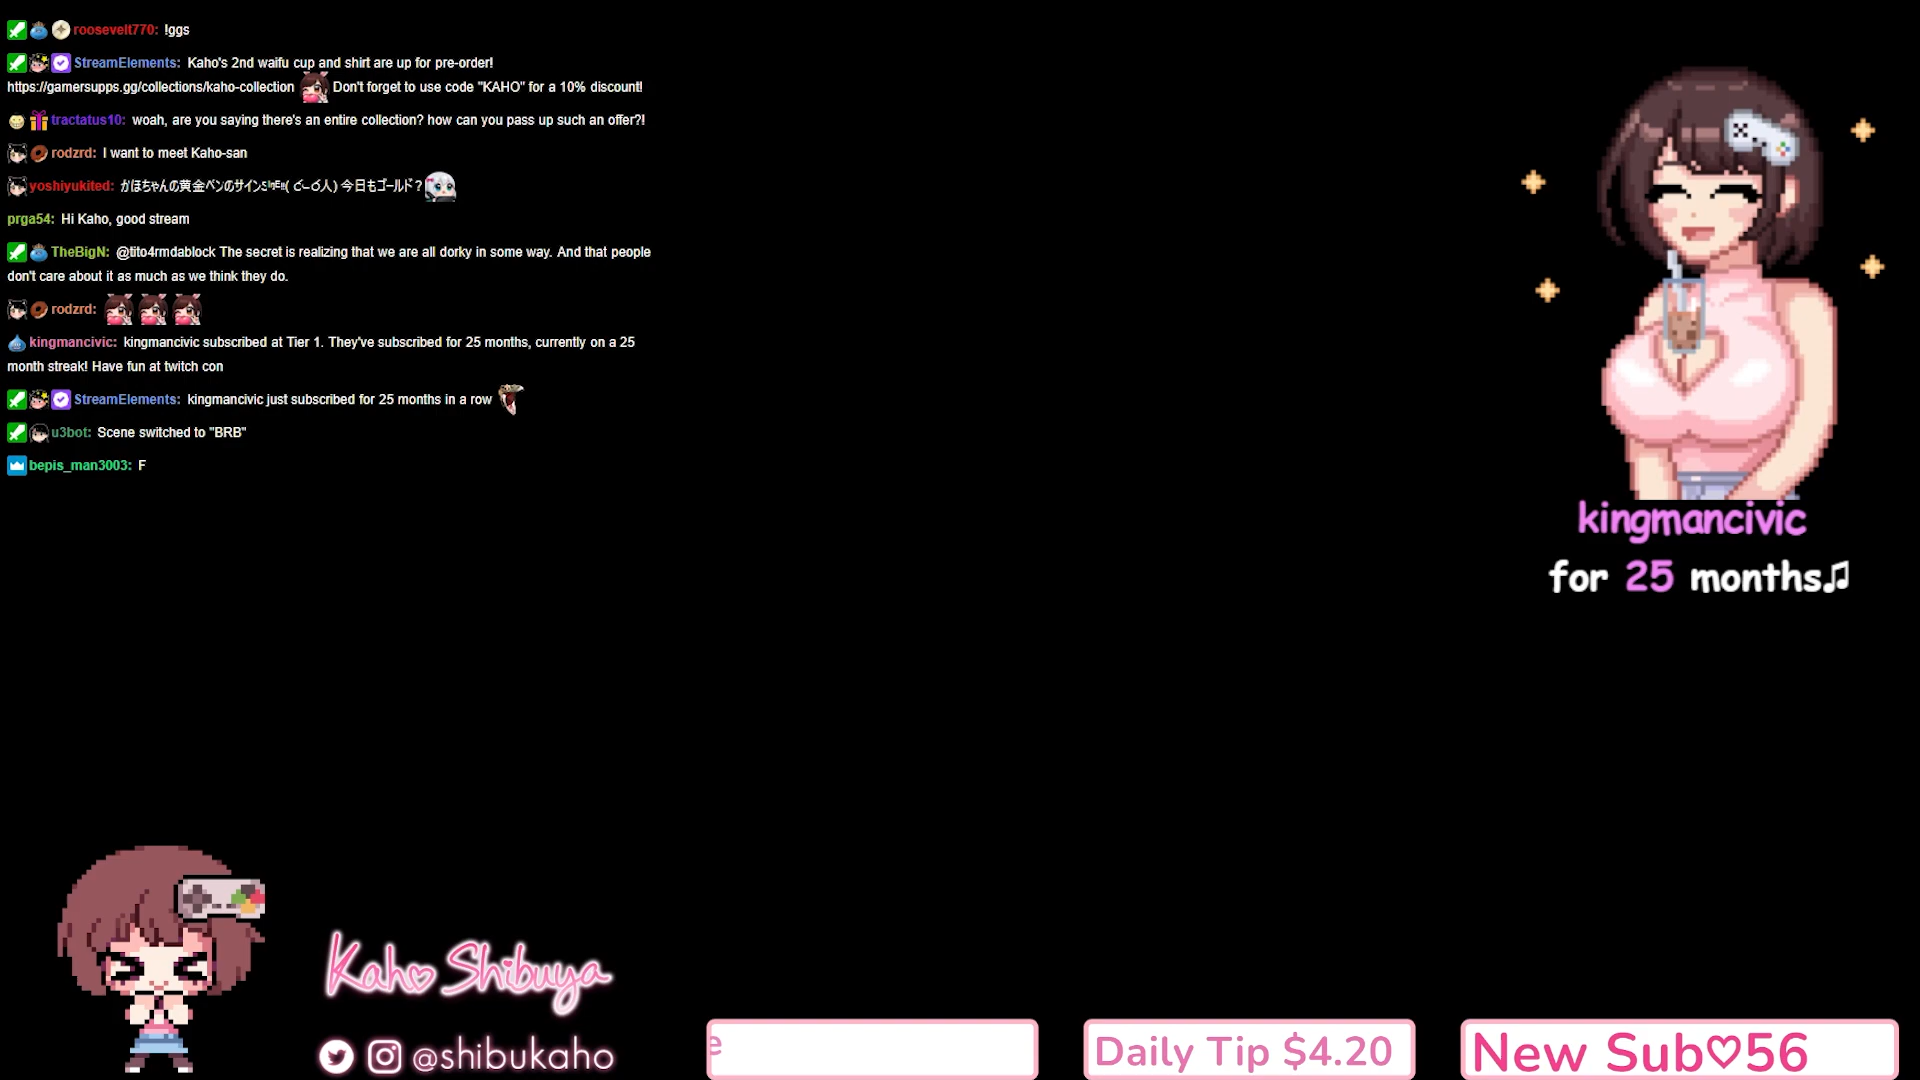 roosevelt770: !ggs
StreamElements: Kaho's 2nd waifu cup and shirt are up for pre-order!
https://gamersupps.gg/collections/kaho-collection Don't forget to use code "KAHO" for a 10% discount!
tractatus10: woah, are you saying there's an entire collection? how can you pass up such an offer?!
rodzrd: I want to meet Kaho-san
yoshiyukited: かほちゃんの黄金ペンのサイン 今日もゴールド？
prga54: Hi Kaho, good stream
TheBigN: @tito4rmdablock The secret is realizing that we are all dorky in some way. And that people
don't care about it as much as we think they do.
rodzrd:
kingmancivic: kingmancivic subscribed at Tier 1. They've subscribed for 25 months, currently on a 25
month streak! Have fun at twitch con
StreamElements: kingmancivic just subscribed for 25 months in a row
u3bot: Scene switched to "BRB"
bepis_man3003: F
kingmancivic
for 25 months♫
Kaho Shibuya
@shibukaho
e
Daily Tip $4.20
New Sub♡56